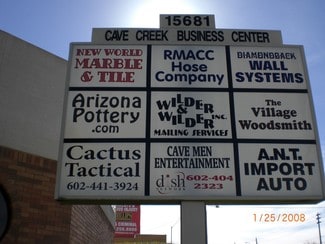 15681
CAVE CREEK BUSINESS CENTER
NEW WORLD
MARBLE
& TILE
RMACC
Hose
Company
DIAMONDBACK
WALL
SYSTEMS
Arizona
Pottery
.com
WILDER
&
WILDER INC.
MAILING SERVICES
The
Village
Woodsmith
Cactus
Tactical
602-441-3924
CAVE MEN
ENTERTAINMENT
dish
NETWORK
602-404
2323
A.N.T.
IMPORT
AUTO
1/25/2008